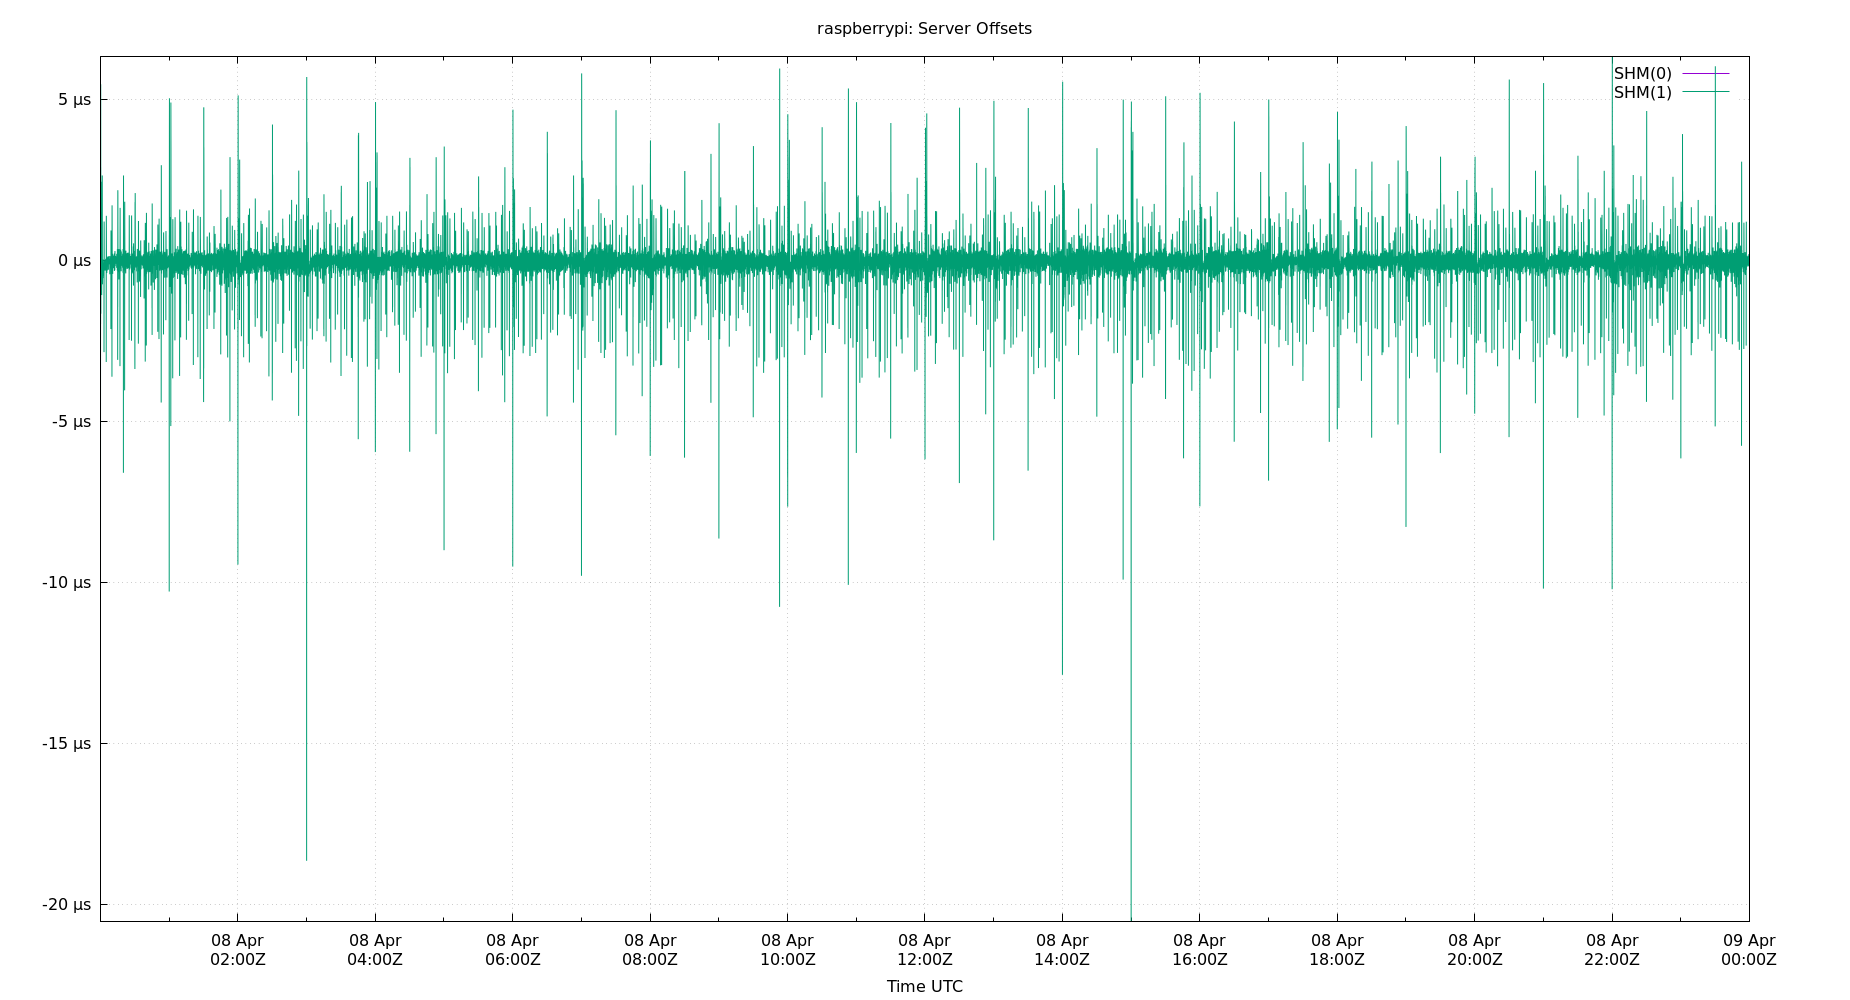 raspberrypi: Server Offsets
SHM(0)
SHM(1)
5 µs
0 µs
-5 µs
-10 µs
-15 µs
-20 µs
08 Apr 08 Apr 08 Apr 08 Apr 08 Apr 08 Apr 08 Apr 08 Apr 08 Apr 08 Apr 08 Apr 09 Apr
02:00Z 04:00Z 06:00Z 08:00Z 10:00Z 12:00Z 14:00Z 16:00Z 18:00Z 20:00Z 22:00Z 00:00Z
Time UTC